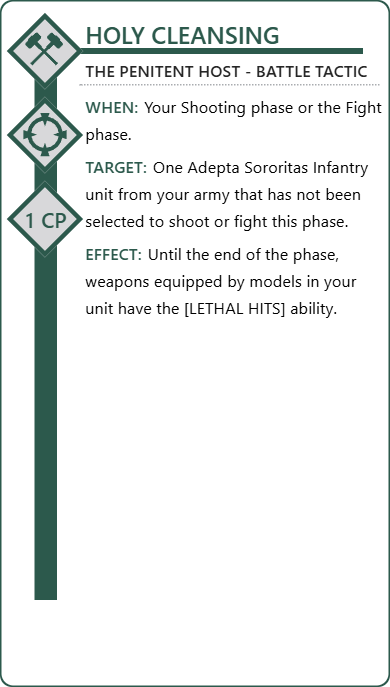 HOLY CLEANSING
THE PENITENT HOST - BATTLE TACTIC
WHEN: Your Shooting phase or the Fight
phase.
TARGET: One Adepta Sororitas Infantry
unit from your army that has not been
selected to shoot or fight this phase.
1 CP
EFFECT: Until the end of the phase,
weapons equipped by models in your
unit have the [LETHAL HITS] ability.